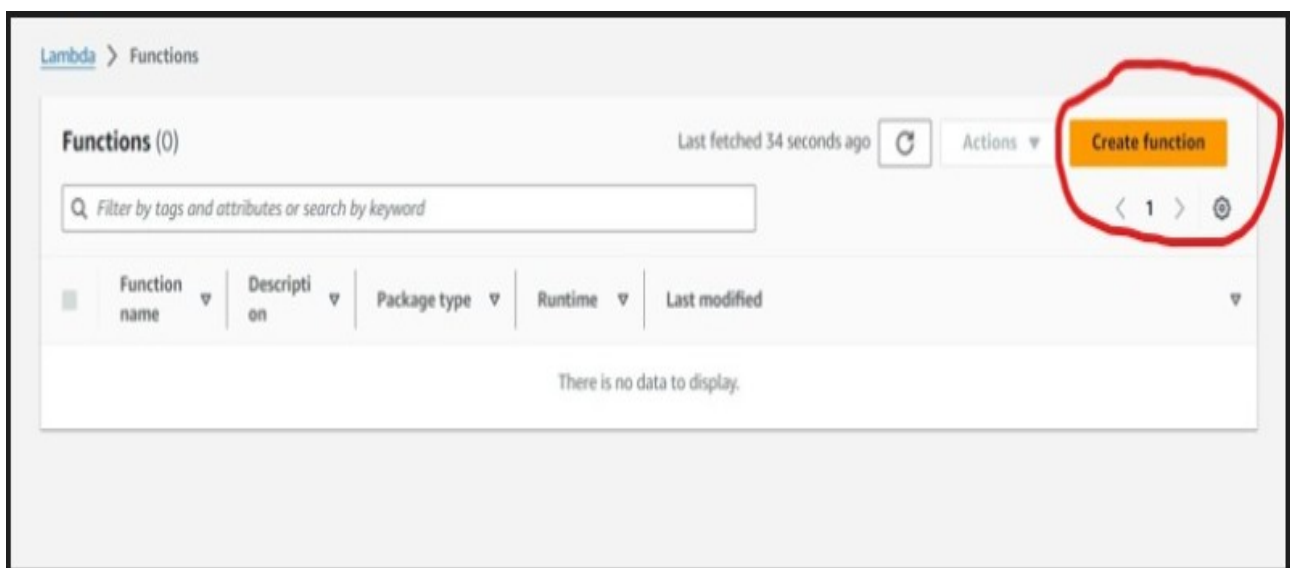 Lambda > Functions
Functions (0)
Last fetched 34 seconds ago
Actions
Create function
Filter by tags and attributes or search by keyword
< 1 >
Function
name
Descripti
on
Package type
Runtime
Last modified
There is no data to display.